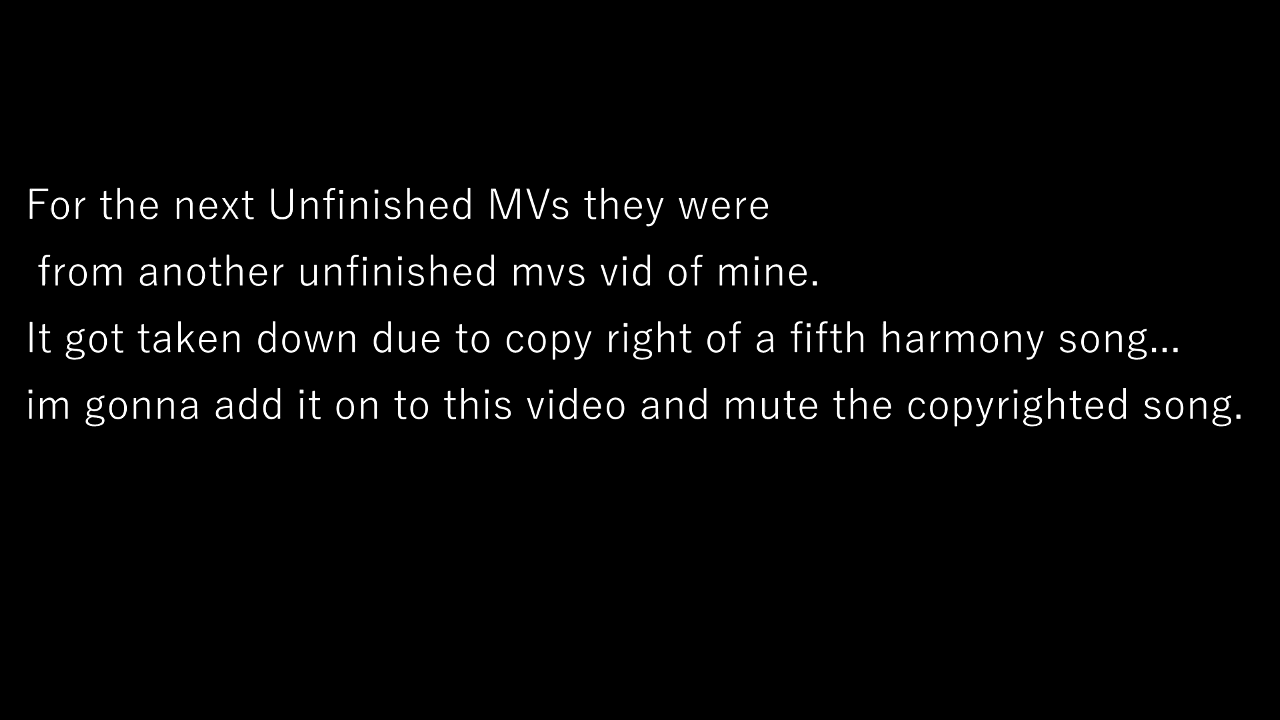 For the next Unfinished MVs they were
from another unfinished mvs vid of mine.
It got taken down due to copy right of a fifth harmony song...
im gonna add it on to this video and mute the copyrighted song.